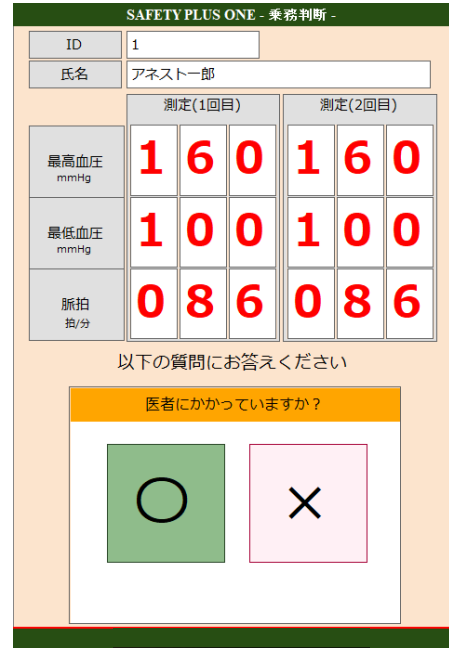 SAFETY PLUS ONE - 乗務判断 -
ID 1
氏名 アネスト一郎
測定(1回目) 測定(2回目)
最高血圧 mmHg 1 6 0 1 6 0
最低血圧 mmHg 1 0 0 1 0 0
脈拍 拍/分 0 8 6 0 8 6
以下の質問にお答えください
医者にかかっていますか？
○ ×